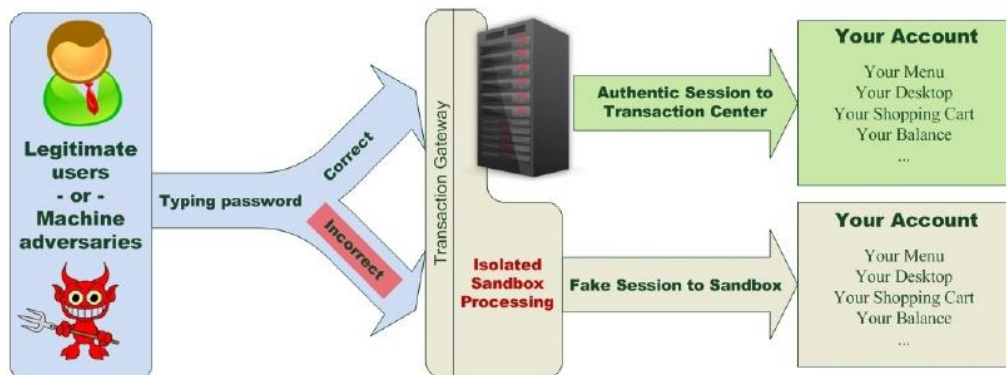 Legitimate
users
- or -
Machine
adversaries
Typing password
Correct
Incorrect
Transaction Gateway
Isolated
Sandbox
Processing
Authentic Session to
Transaction Center
Fake Session to Sandbox
Your Account
Your Menu
Your Desktop
Your Shopping Cart
Your Balance
...
Your Account
Your Menu
Your Desktop
Your Shopping Cart
Your Balance
...